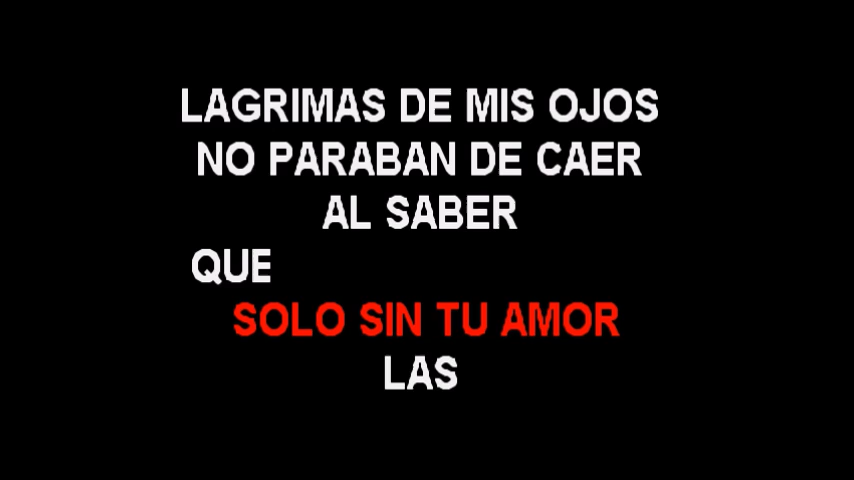 LAGRIMAS DE MIS OJOS
NO PARABAN DE CAER
AL SABER
QUE
SOLO SIN TU AMOR
LAS